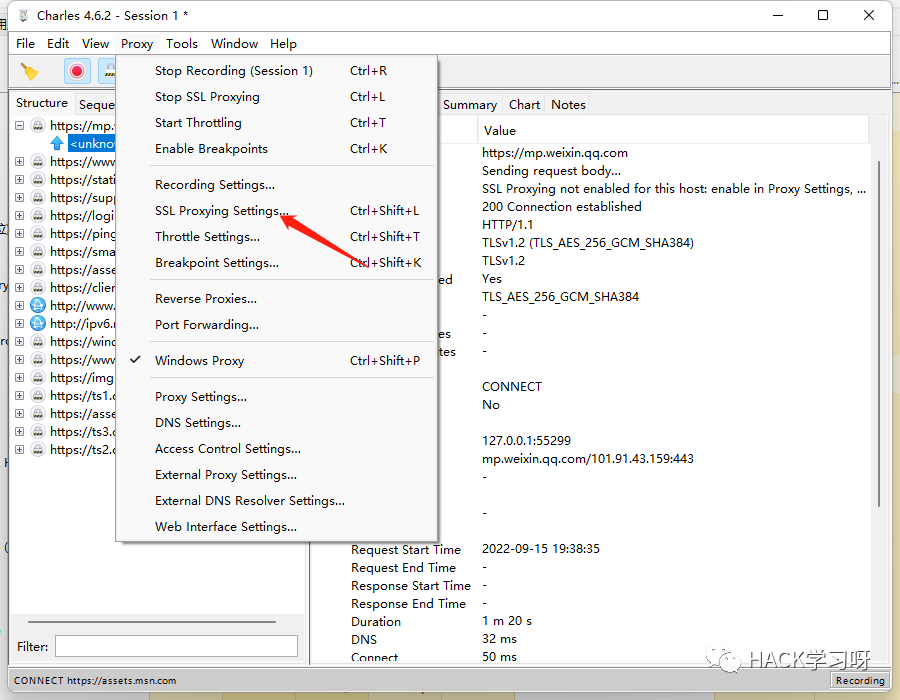 Charles 4.6.2 - Session 1 *
File Edit View Proxy Tools Window Help
Structure Seque
https://mp.
<unkno
https://www
https://stati
https://sup
https://logi
https://ping
https://sma
https://asse
https://clien
http://www.
http://ipv6.
https://wind
https://www
https://img
https://ts1.
https://asse
https://ts3.
https://ts2.
Filter:
Stop Recording (Session 1) Ctrl+R
Stop SSL Proxying Ctrl+L
Start Throttling Ctrl+T
Enable Breakpoints Ctrl+K
Recording Settings...
SSL Proxying Settings... Ctrl+Shift+L
Throttle Settings... Ctrl+Shift+T
Breakpoint Settings... Ctrl+Shift+K
Reverse Proxies...
Port Forwarding...
Windows Proxy Ctrl+Shift+P
Proxy Settings...
DNS Settings...
Access Control Settings...
External Proxy Settings...
External DNS Resolver Settings...
Web Interface Settings...
Summary Chart Notes
Value
https://mp.weixin.qq.com
Sending request body...
SSL Proxying not enabled for this host: enable in Proxy Settings, ...
200 Connection established
HTTP/1.1
TLSv1.2 (TLS_AES_256_GCM_SHA384)
TLSv1.2
ed Yes
TLS_AES_256_GCM_SHA384
-
es -
tes -
CONNECT
No
127.0.0.1:55299
mp.weixin.qq.com/101.91.43.159:443
-
-
Request Start Time 2022-09-15 19:38:35
Request End Time -
Response Start Time -
Response End Time -
Duration 1 m 20 s
DNS 32 ms
Connect 50 ms
HACK学习呀
CONNECT https://assets.msn.com
Recording